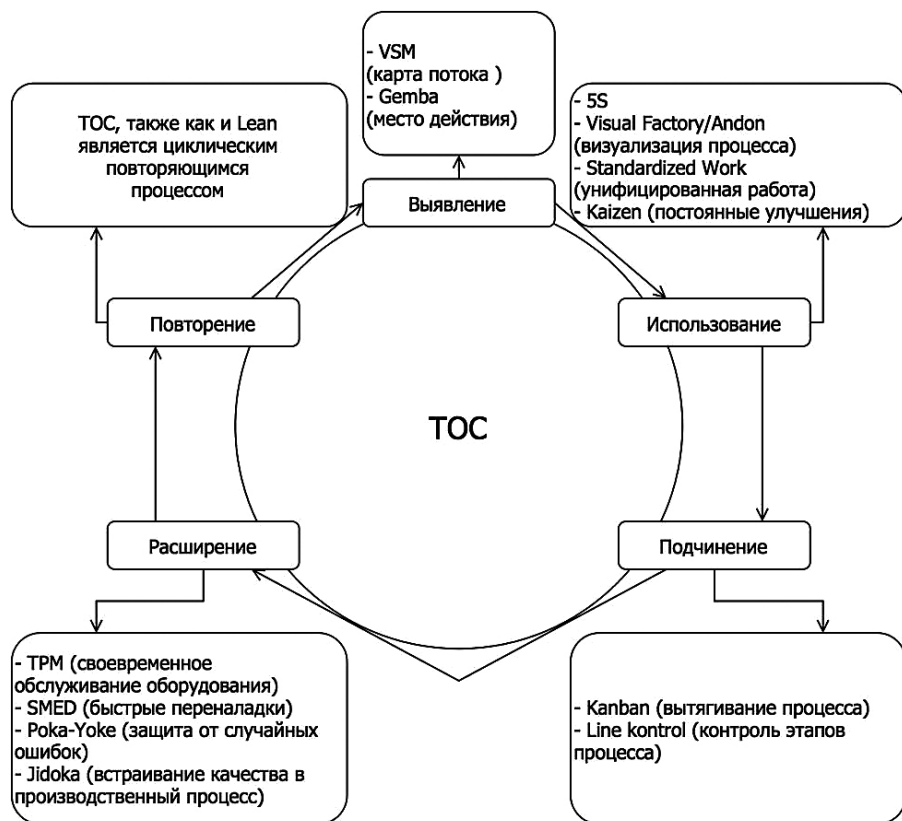 - VSM
(карта потока )
- Gemba
(место действия)
ТОС, также как и Lean
является циклическим
повторяющимся
процессом
- 5S
- Visual Factory/Andon
(визуализация процесса)
- Standardized Work
(унифицированная работа)
- Kaizen (постоянные улучшения)
Выявление
Повторение
Использование
ТОС
Расширение
Подчинение
- TPM (своевременное
обслуживание оборудования)
- SMED (быстрые переналадки)
- Poka-Yoke (защита от случайных
ошибок)
- Jidoka (встраивание качества в
производственный процесс)
- Kanban (вытягивание процесса)
- Line kontrol (контроль этапов
процесса)